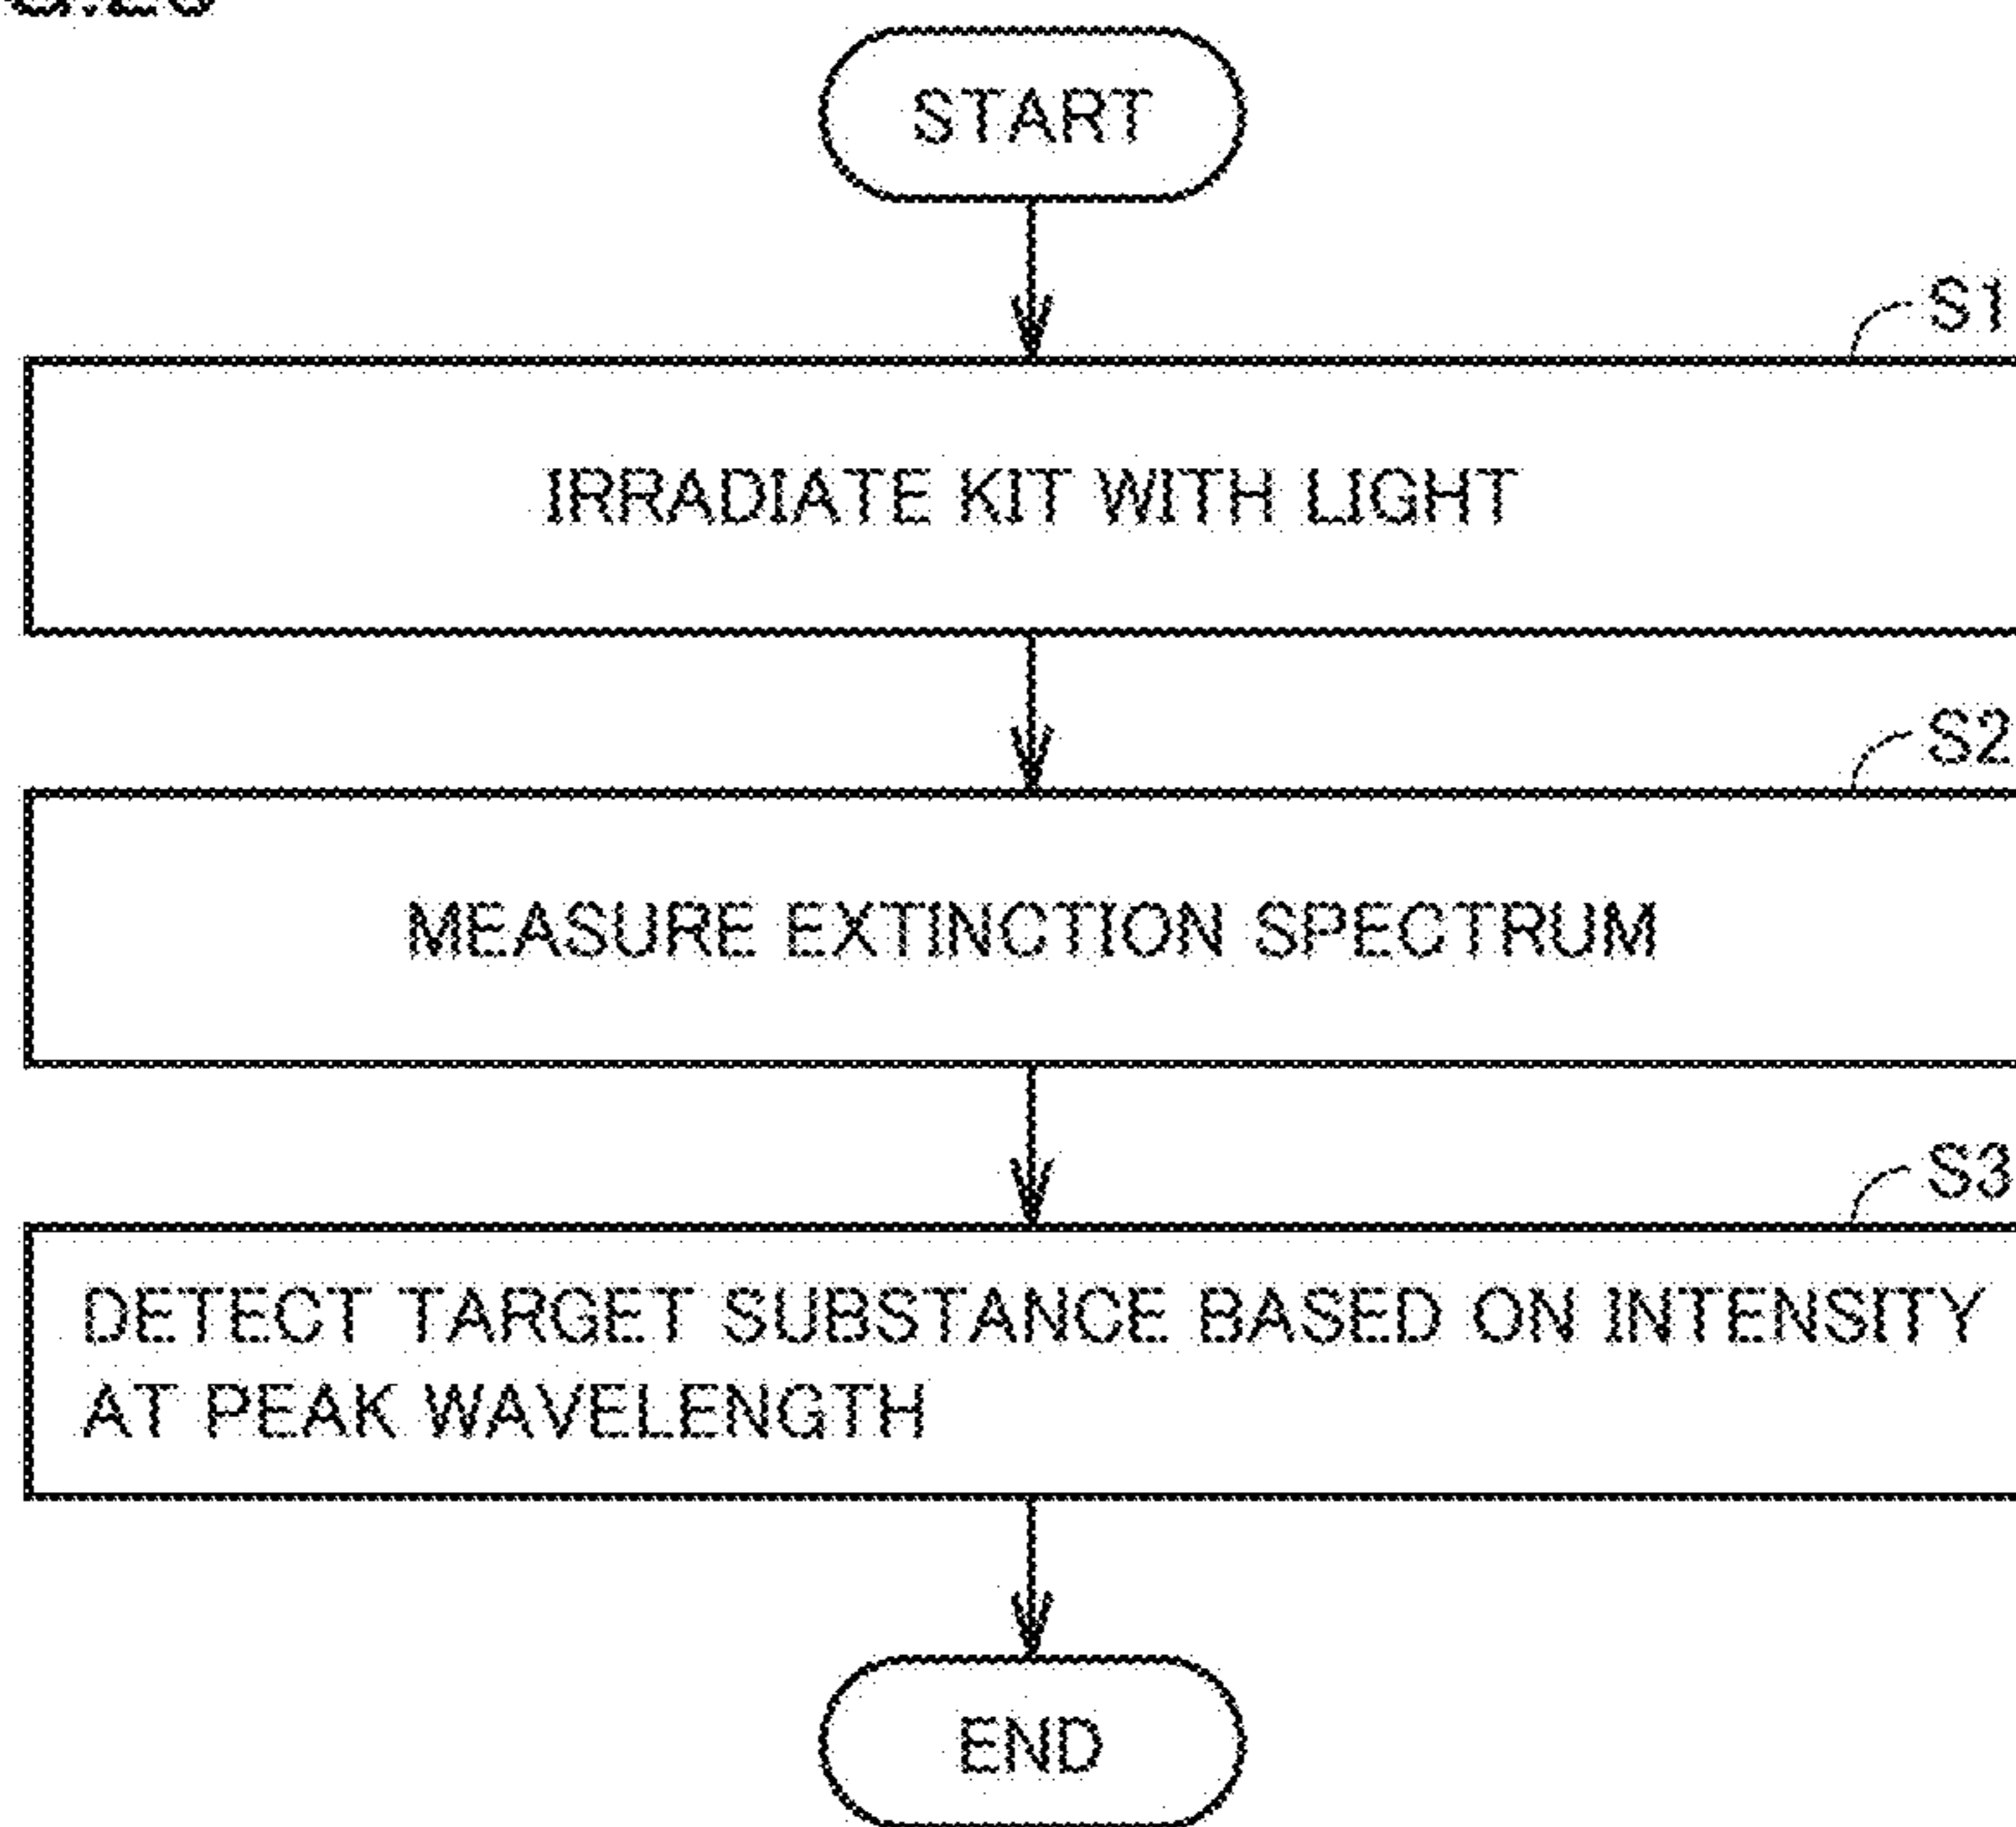 START
S1
IRRADIATE KIT WITH LIGHT
S2
MEASURE EXTINCTION SPECTRUM
S3
DETECT TARGET SUBSTANCE BASED ON INTENSITY
AT PEAK WAVELENGTH
END